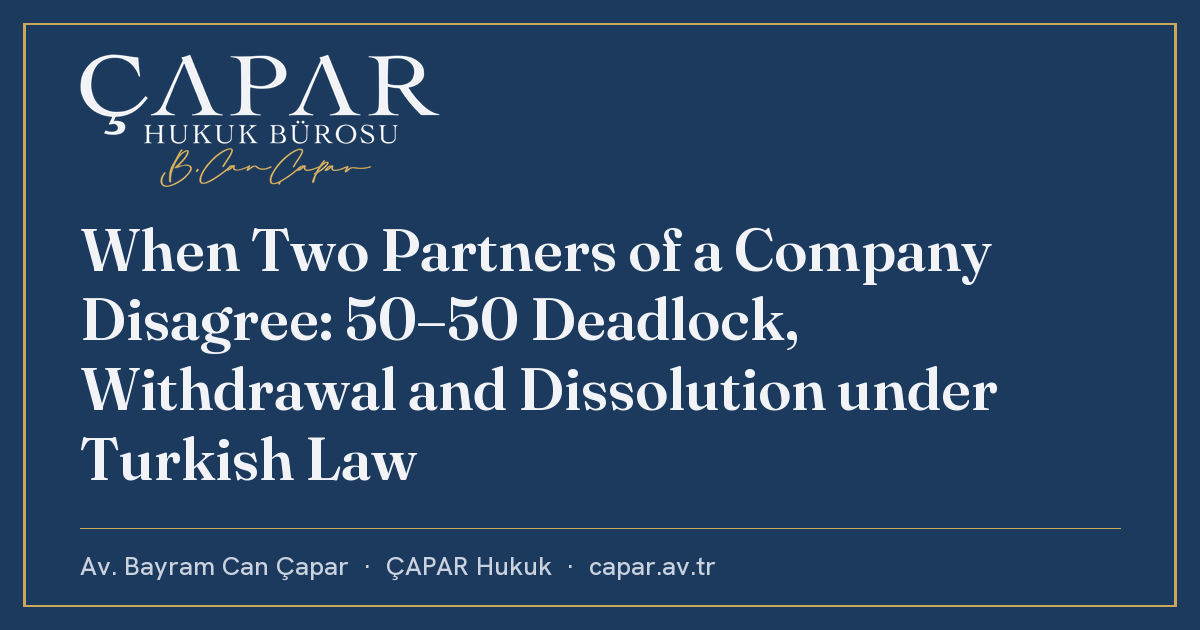 ÇAPAR
HUKUK BÜROSU
B.Can Çapar
When Two Partners of a Company
Disagree: 50–50 Deadlock,
Withdrawal and Dissolution under
Turkish Law
Av. Bayram Can Çapar · ÇAPAR Hukuk · capar.av.tr